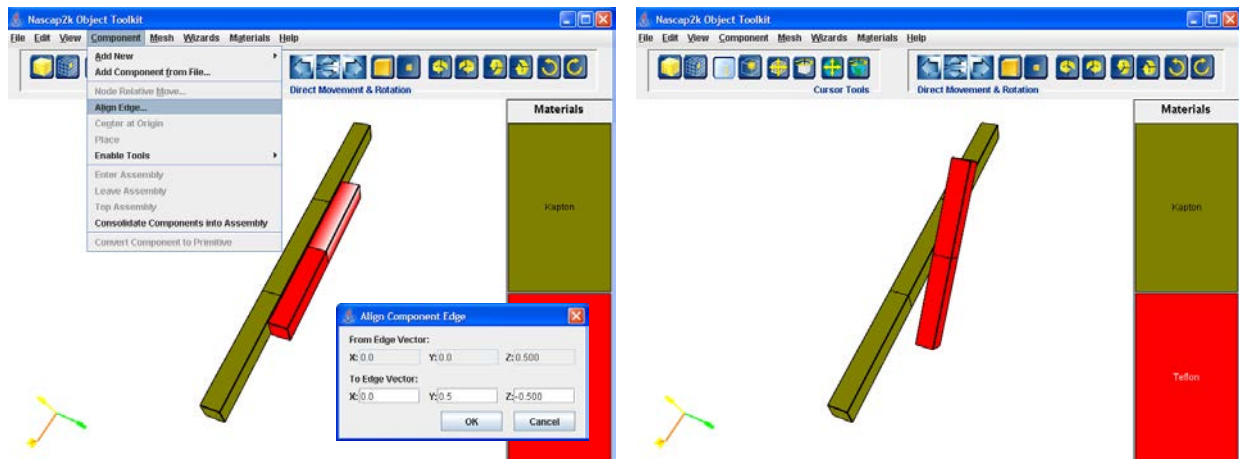 Nascap2k Object Toolkit
File Edit View Component Mesh Wizards Materials Help
Add New
Add Component from File...
Node Relative Move...
Align Edge...
Center at Origin
Place
Enable Tools
Enter Assembly
Leave Assembly
Top Assembly
Consolidate Components into Assembly
Convert Component to Primitive
Direct Movement & Rotation
Materials
Kapton
Align Component Edge
From Edge Vector:
X: 0.0 Y: 0.0 Z: 0.500
To Edge Vector:
X: 0.0 Y: 0.5 Z: -0.500
OK Cancel
Nascap2k Object Toolkit
File Edit View Component Mesh Wizards Materials Help
Cursor Tools Direct Movement & Rotation
Materials
Kapton
Teflon